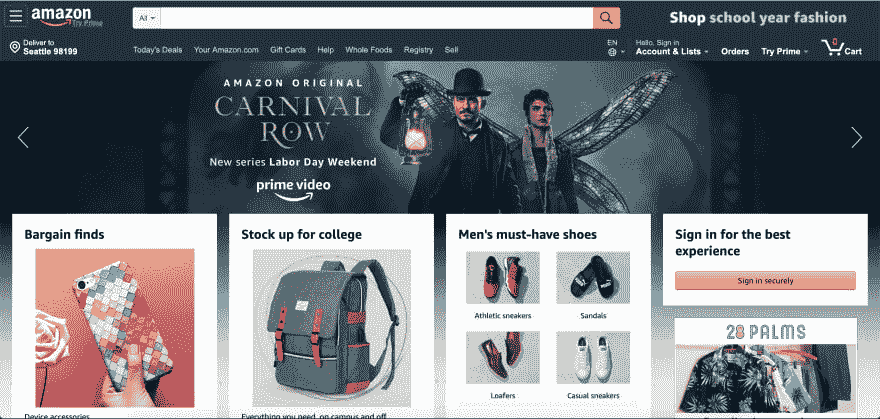 amazon
Try Prime
All
Shop school year fashion
Deliver to
Seattle 98199
Today's Deals Your Amazon.com Gift Cards Help Whole Foods Registry Sell
EN
Hello, Sign in
Account & Lists
Orders
Try Prime
0
Cart
AMAZON ORIGINAL
CARNIVAL
ROW
New series Labor Day Weekend
prime video
Bargain finds
Device accessories
Stock up for college
Everything you need, on campus and off
Men's must-have shoes
Athletic sneakers
Sandals
Loafers
Casual sneakers
Sign in for the best
experience
Sign in securely
28 PALMS